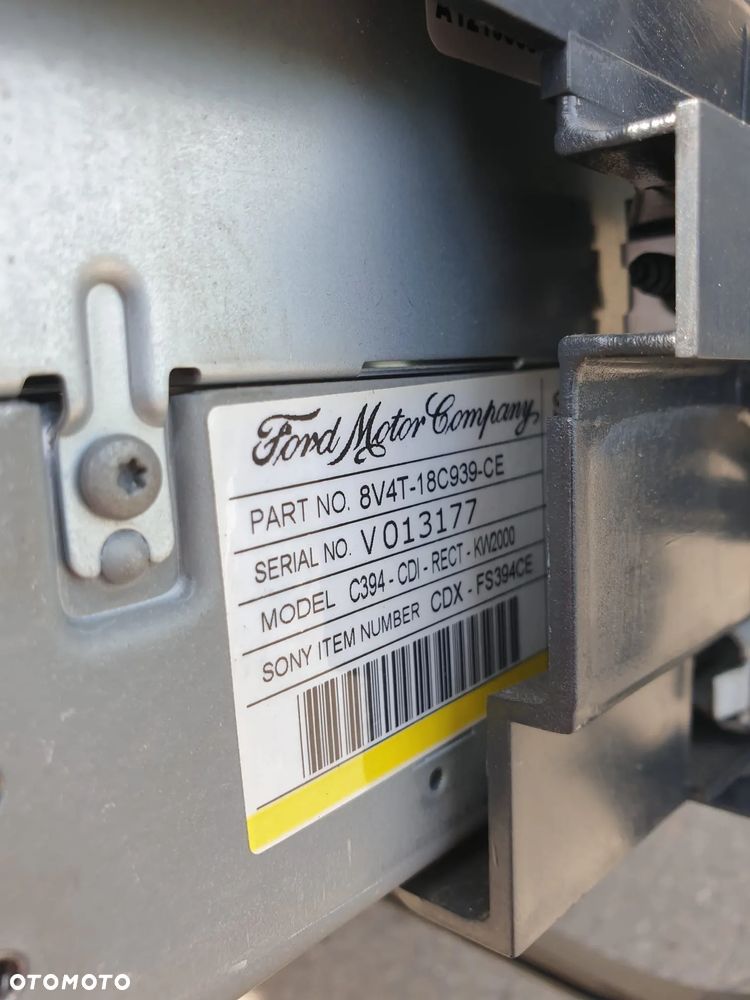 Ford Motor Company
PART NO. 8V4T-18C939-CE
SERIAL NO. V013177
MODEL C394 - CDI - RECT - KW2000
SONY ITEM NUMBER CDX - FS394CE
OTOMOTO